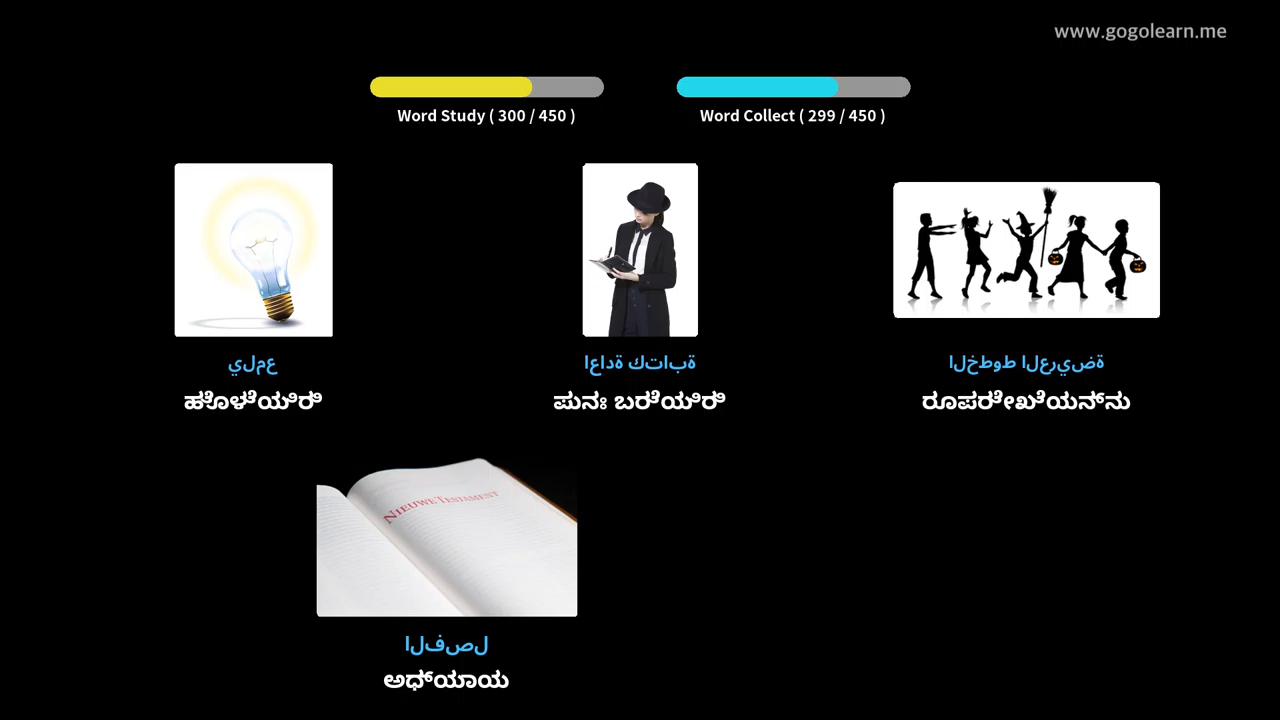 www.gogolearn.me
Word Study ( 300 / 450 )
Word Collect ( 299 / 450 )
يلمع
ಹೊಳೆಯಿರಿ
اعادة كتابة
ಪುನಃ ಬರೆಯಿರಿ
الخطوط العريضة
ರೂಪರೇಖೆಯನ್ನು
NIEUWE TESTAMENT
الفصل
ಅಧ್ಯಾಯ